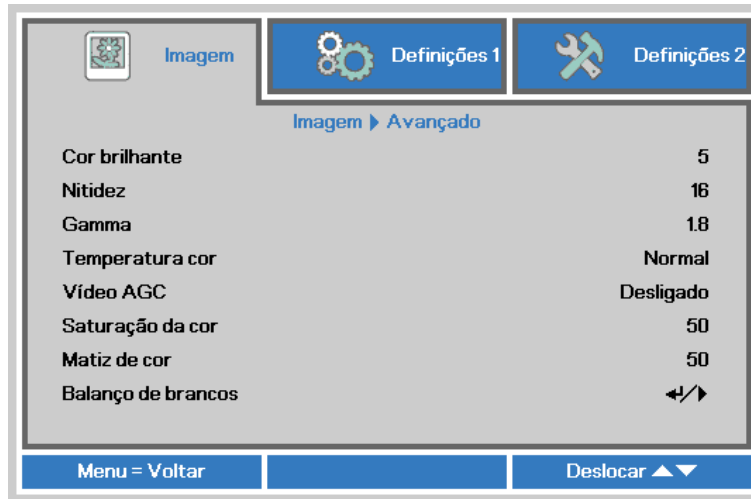 Imagem
Definições 1
Definições 2
Imagem ▶ Avançado
Cor brilhante 5
Nitidez 16
Gamma 1.8
Temperatura cor Normal
Vídeo AGC Desligado
Saturação da cor 50
Matiz de cor 50
Balanço de brancos ↵/▶
Menu = Voltar
Deslocar ▲▼